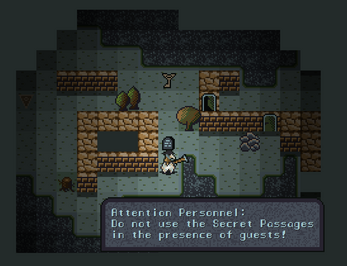 Attention Personnel:
Do not use the Secret Passages
in the presence of guests!